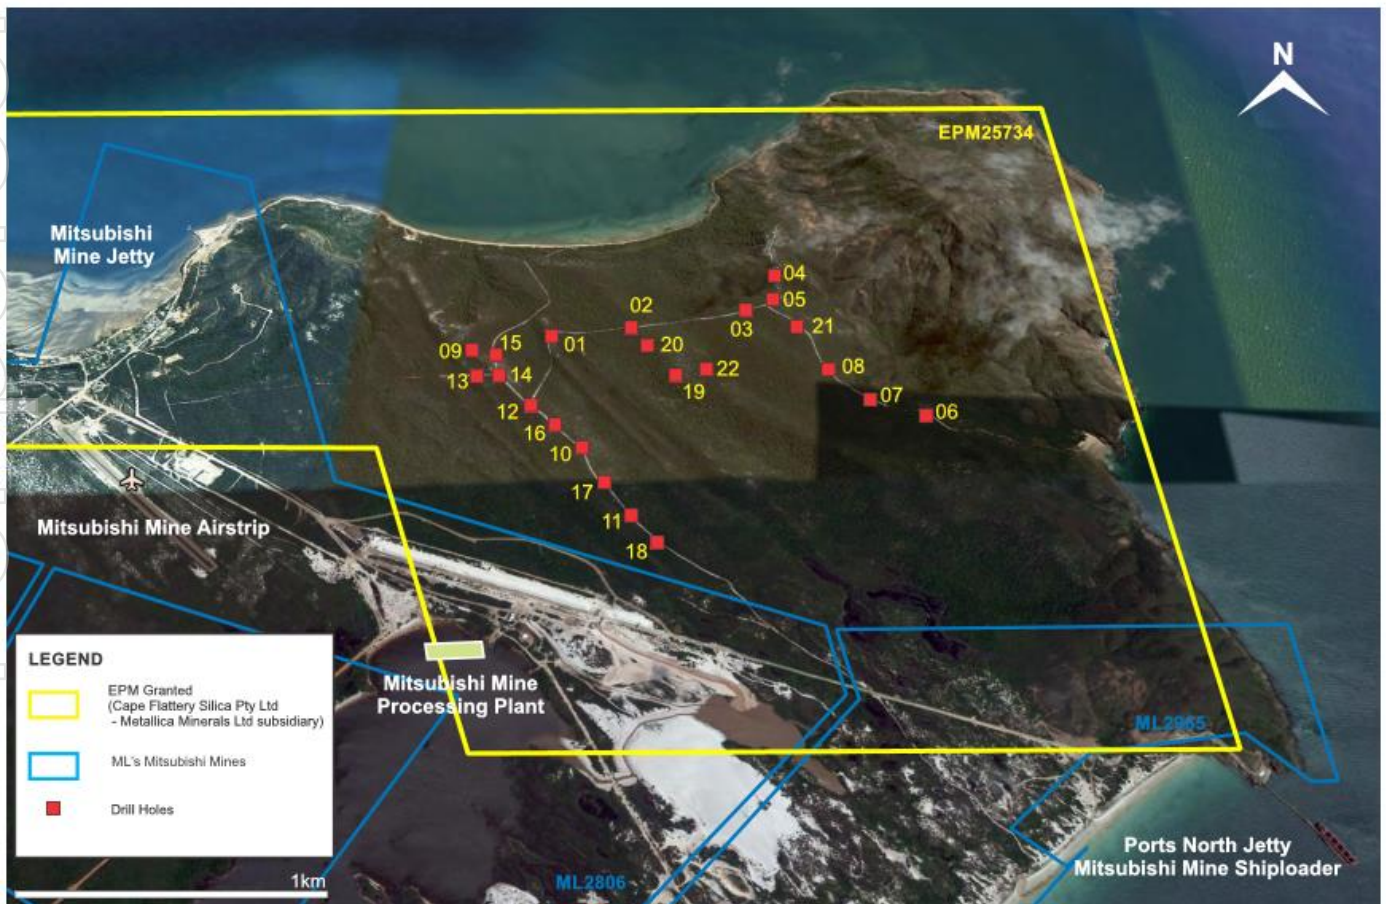 N
EPM25734
Mitsubishi
Mine Jetty
04
05
02
03
21
01
20
15
09
22
08
13
14
19
07
12
06
16
10
17
11
Mitsubishi Mine Airstrip
18
LEGEND
EPM Granted
(Cape Flattery Silica Pty Ltd
- Metallica Minerals Ltd subsidiary)
ML's Mitsubishi Mines
Drill Holes
1km
Mitsubishi Mine
Processing Plant
ML2965
ML2806
Ports North Jetty
Mitsubishi Mine Shiploader